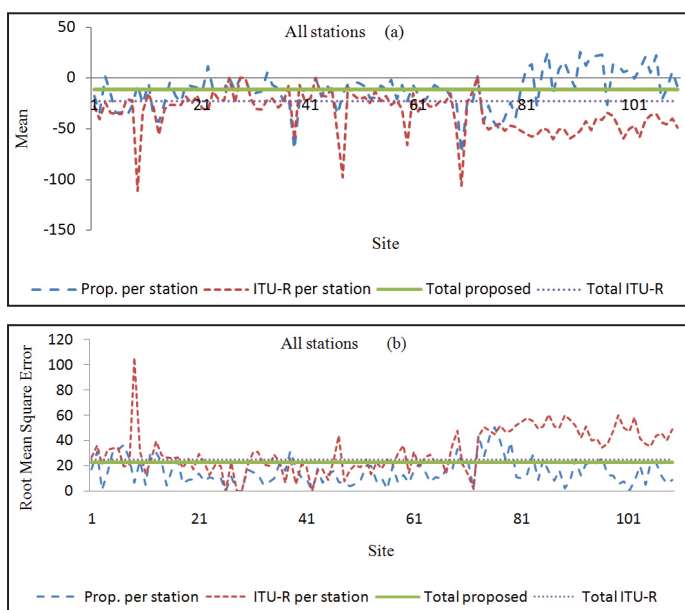 All stations (a)
50
0
-50
-100
-150
1
21
41
61
81
101
Mean
Site
Prop. per station
ITU-R per station
Total proposed
Total ITU-R
All stations (b)
120
100
80
60
40
20
0
1
21
41
61
81
101
Root Mean Square Error
Site
Prop. per station
ITU-R per station
Total proposed
Total ITU-R